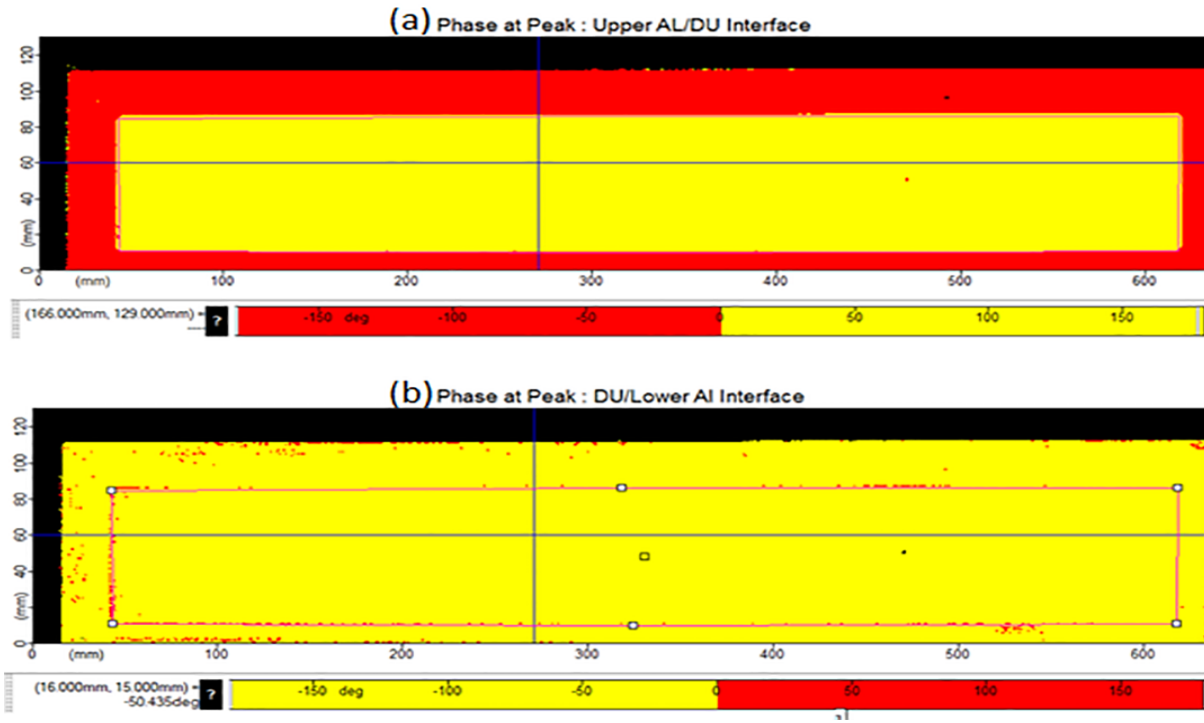 (a) Phase at Peak : Upper AL/DU Interface
120
100
80
60
40
20
0
(mm)
0 (mm) 100 200 300 400 500 600
(166.000mm, 129.000mm) = ? -150 deg -100 -50 0 50 100 150
----
(b) Phase at Peak : DU/Lower Al Interface
120
100
80
60
40
20
0
(mm)
0 (mm) 100 200 300 400 500 600
(16.000mm, 15.000mm) = ? -150 deg -100 -50 0 50 100 150
-50.435deg